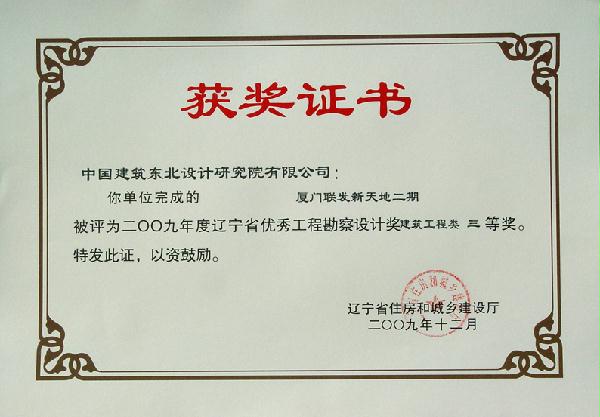 获奖证书
中国建筑东北设计研究院有限公司：
你单位完成的 厦门联发新天地二期
被评为二〇〇九年度辽宁省优秀工程勘察设计奖建筑工程类 三 等奖。
特发此证，以资鼓励。
辽宁省住房和城乡建设厅
二〇〇九年十二月